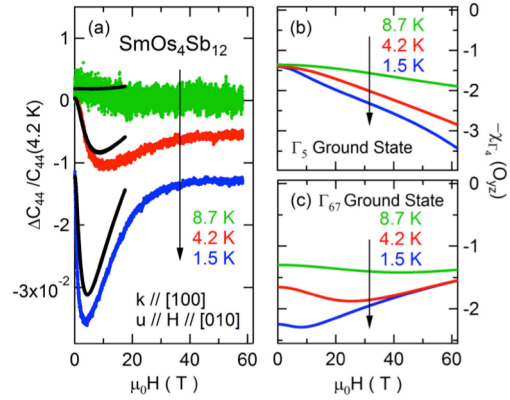 (a)
SmOs₄Sb₁₂
8.7 K
4.2 K
1.5 K
k // [100]
u // H // [010]
ΔC₄₄ /C₄₄(4.2 K)
1
0
-1
-2
-3x10⁻²
0 20 40 60
μ₀H ( T )
(b)
8.7 K
4.2 K
1.5 K
Γ₅ Ground State
0
-1
-2
-3
(c) Γ₆₇ Ground State
8.7 K
4.2 K
1.5 K
0
-1
-2
-χΓ₄ (Oyz)
0 20 40 60
μ₀H ( T )